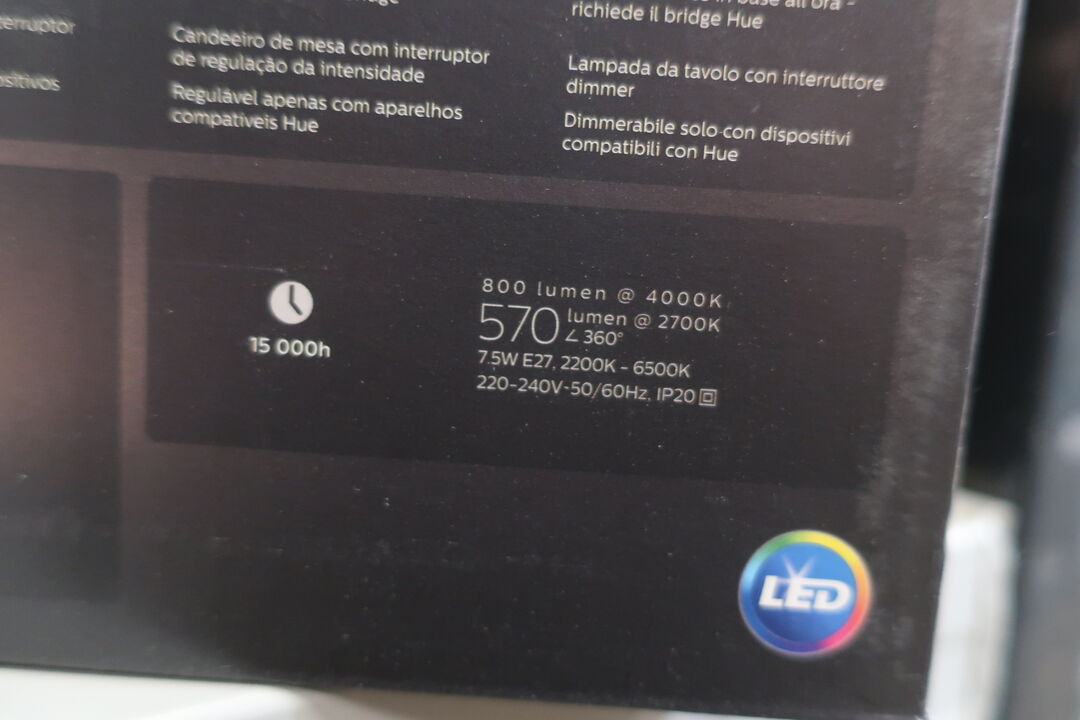 Candeeiro de mesa com interruptor
de regulação da intensidade
Regulável apenas com aparelhos
compatíveis Hue
richiede il bridge Hue
Lampada da tavolo con interruttore
dimmer
Dimmerabile solo con dispositivi
compatibili con Hue
15 000h
800 lumen @ 4000K
570 lumen @ 2700K
∠ 360°
7.5W E27, 2200K - 6500K
220-240V~50/60Hz, IP20
LED